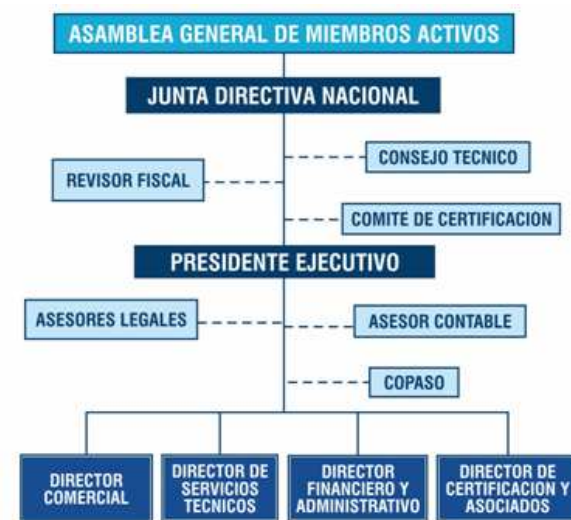 ASAMBLEA GENERAL DE MIEMBROS ACTIVOS
JUNTA DIRECTIVA NACIONAL
CONSEJO TECNICO
REVISOR FISCAL
COMITE DE CERTIFICACION
PRESIDENTE EJECUTIVO
ASESORES LEGALES
ASESOR CONTABLE
COPASO
DIRECTOR
COMERCIAL
DIRECTOR DE
SERVICIOS
TECNICOS
DIRECTOR
FINANCIERO Y
ADMINISTRATIVO
DIRECTOR DE
CERTIFICACION Y
ASOCIADOS